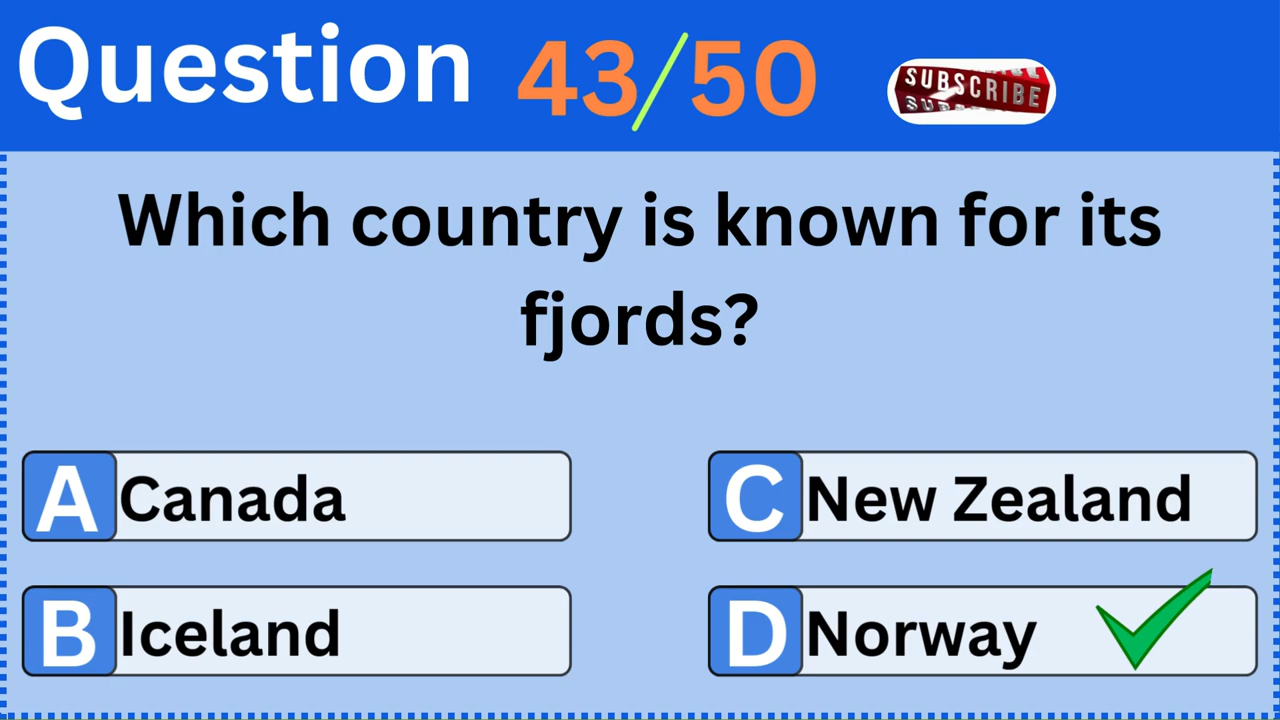 Question 43/50
SUBSCRIBE
Which country is known for its
fjords?
A Canada
B Iceland
C New Zealand
D Norway